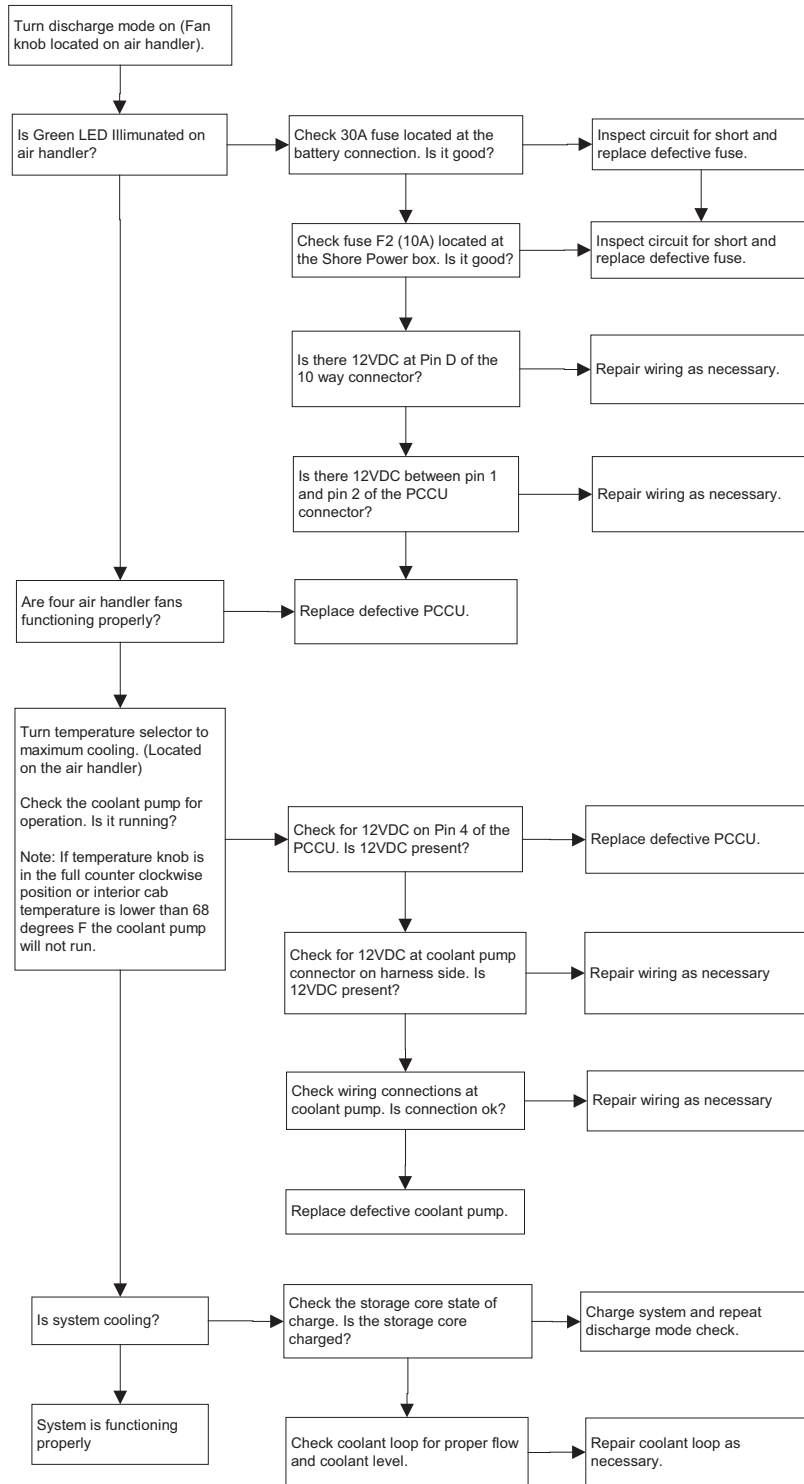 Turn discharge mode on (Fan
knob located on air handler).
Is Green LED Illimunated on
air handler?
Check 30A fuse located at the
battery connection. Is it good?
Inspect circuit for short and
replace defective fuse.
Check fuse F2 (10A) located at
the Shore Power box. Is it good?
Inspect circuit for short and
replace defective fuse.
Is there 12VDC at Pin D of the
10 way connector?
Repair wiring as necessary.
Is there 12VDC between pin 1
and pin 2 of the PCCU
connector?
Repair wiring as necessary.
Are four air handler fans
functioning properly?
Replace defective PCCU.
Turn temperature selector to
maximum cooling. (Located
on the air handler)
Check the coolant pump for
operation. Is it running?
Note: If temperature knob is
in the full counter clockwise
position or interior cab
temperature is lower than 68
degrees F the coolant pump
will not run.
Check for 12VDC on Pin 4 of the
PCCU. Is 12VDC present?
Replace defective PCCU.
Check for 12VDC at coolant pump
connector on harness side. Is
12VDC present?
Repair wiring as necessary
Check wiring connections at
coolant pump. Is connection ok?
Repair wiring as necessary
Replace defective coolant pump.
Is system cooling?
Check the storage core state of
charge. Is the storage core
charged?
Charge system and repeat
discharge mode check.
System is functioning
properly
Check coolant loop for proper flow
and coolant level.
Repair coolant loop as
necessary.